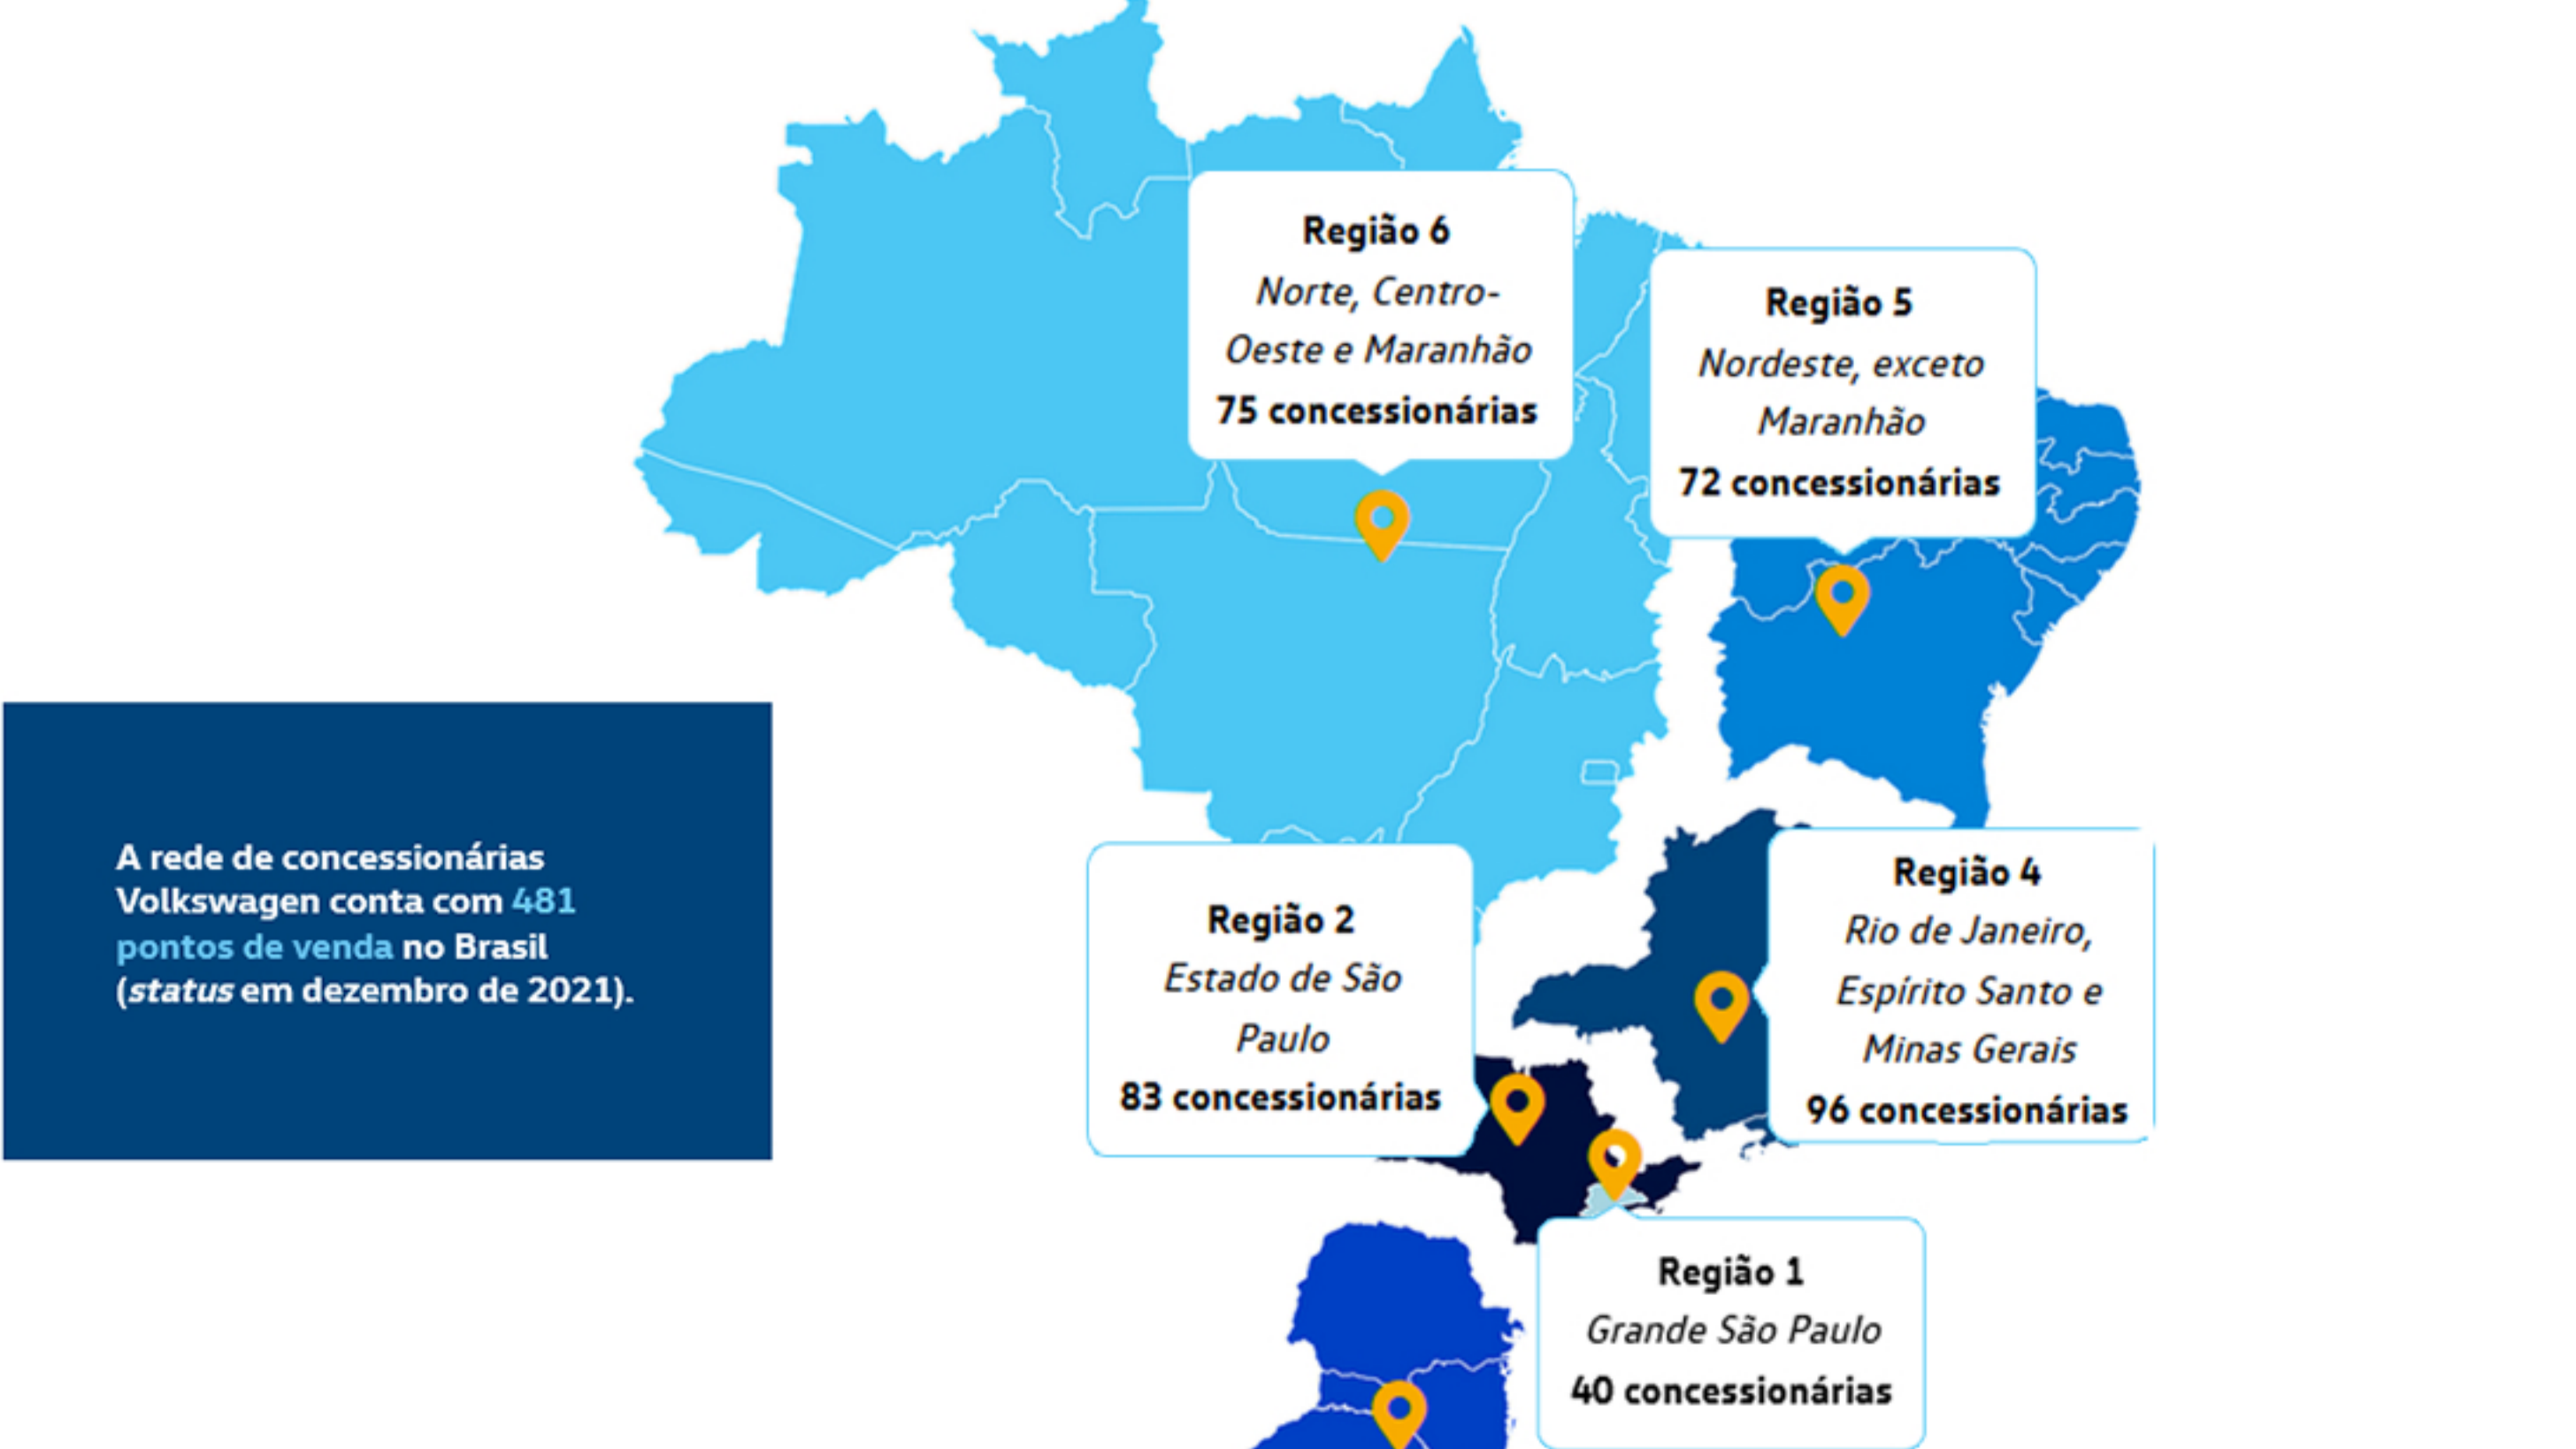 Região 6
Norte, Centro-
Oeste e Maranhão
75 concessionárias
Região 5
Nordeste, exceto
Maranhão
72 concessionárias
A rede de concessionárias
Volkswagen conta com 481
pontos de venda no Brasil
(status em dezembro de 2021).
Região 2
Estado de São
Paulo
83 concessionárias
Região 4
Rio de Janeiro,
Espírito Santo e
Minas Gerais
96 concessionárias
Região 1
Grande São Paulo
40 concessionárias